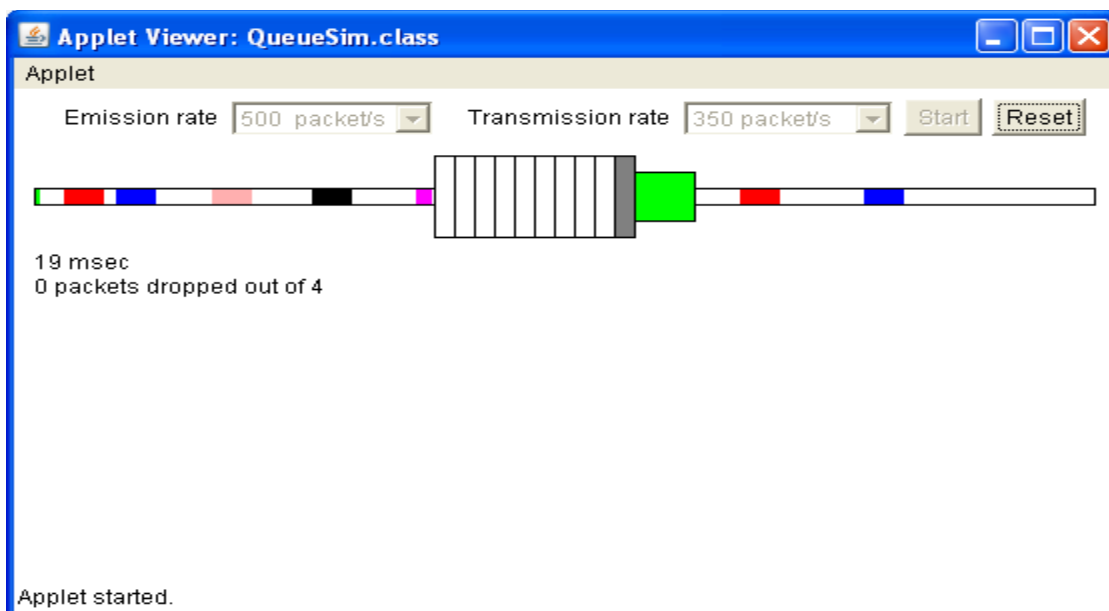 Applet Viewer: QueueSim.class
Applet
Emission rate 500 packet/s Transmission rate 350 packet/s Start Reset
19 msec
0 packets dropped out of 4
Applet started.